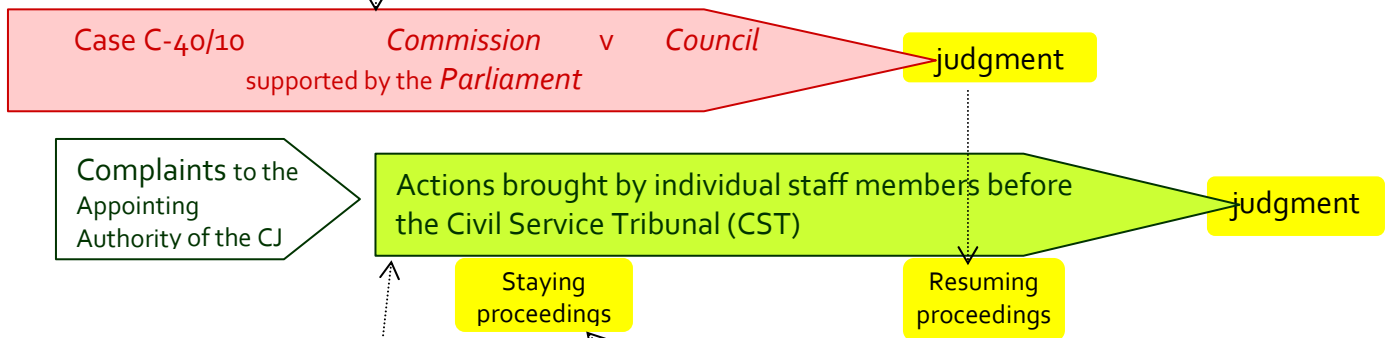 Case C-40/10 Commission v Council
supported by the Parliament
judgment
Complaints to the
Appointing
Authority of the CJ
Actions brought by individual staff members before
the Civil Service Tribunal (CST)
judgment
Staying
proceedings
Resuming
proceedings